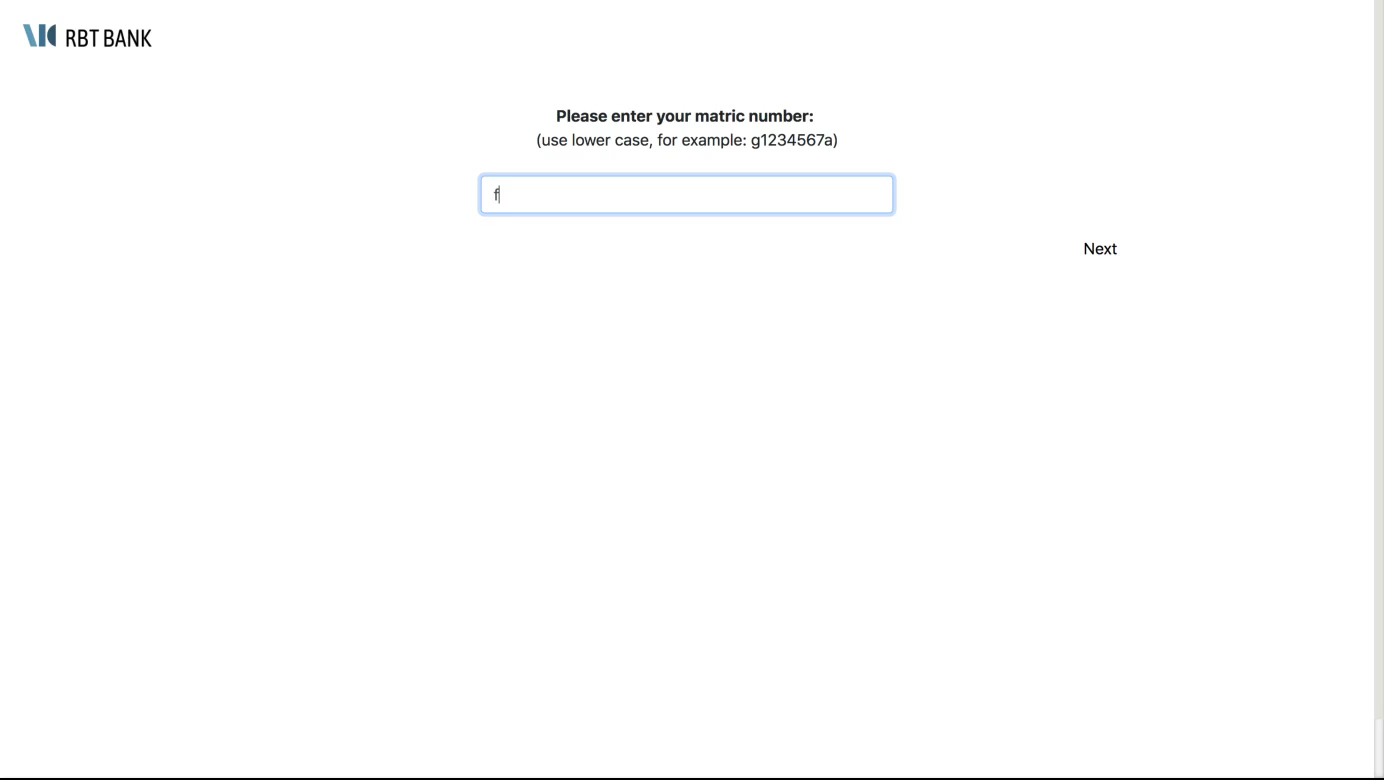 RBT BANK
Please enter your matric number:
(use lower case, for example: g1234567a)
f
Next